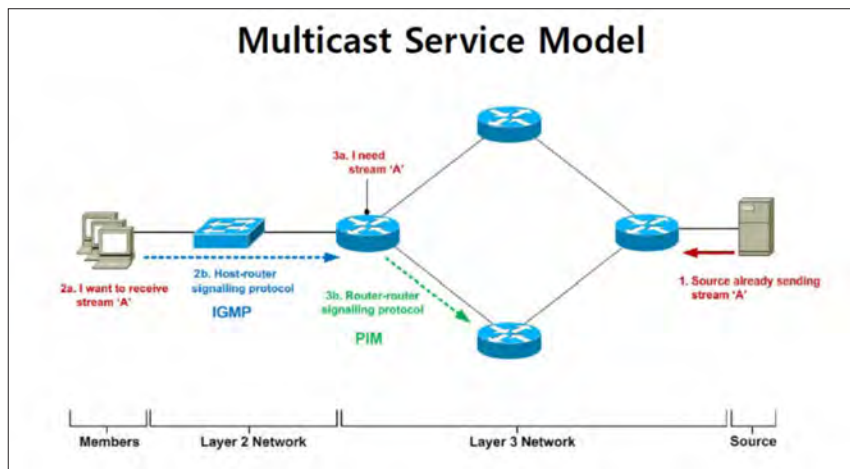 Multicast Service Model
3a. I need
stream 'A'
2a. I want to receive
stream 'A'
2b. Host-router
signalling protocol
IGMP
3b. Router-router
signalling protocol
PIM
1. Source already sending
stream 'A'
Members
Layer 2 Network
Layer 3 Network
Source